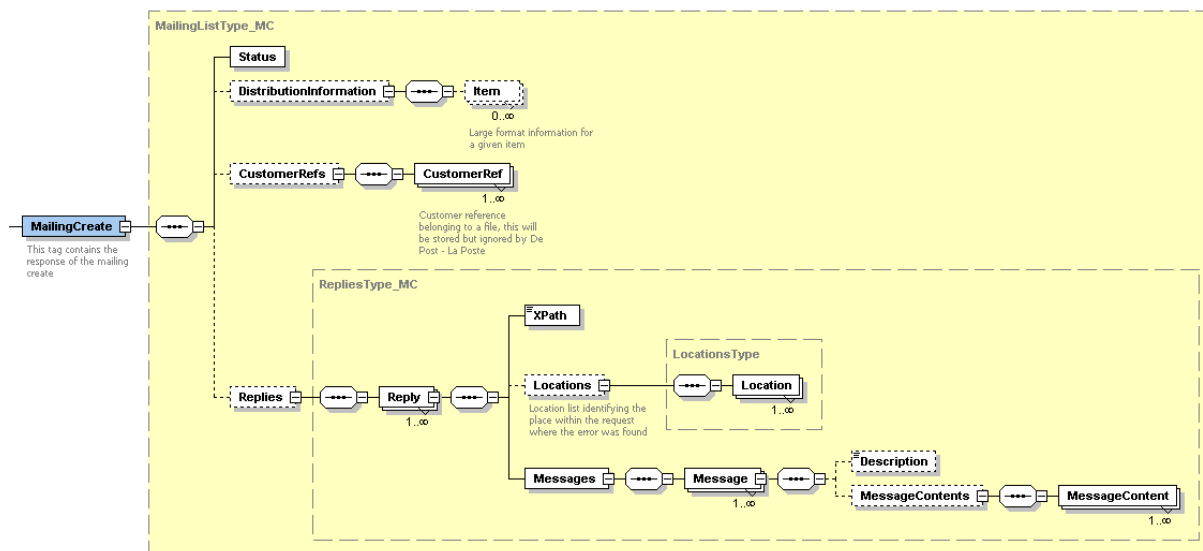 MailingListType_MC
Status
DistributionInformation
Item
0..∞
Large format information for
a given item
CustomerRefs
CustomerRef
1..∞
Customer reference
belonging to a file, this will
be stored but ignored by De
Post - La Poste
MailingCreate
This tag contains the
response of the mailing
create
RepliesType_MC
XPath
LocationsType
Locations
Location
1..∞
Location list identifying the
place within the request
where the error was found
Replies
Reply
1..∞
Messages
Message
1..∞
Description
MessageContents
MessageContent
1..∞